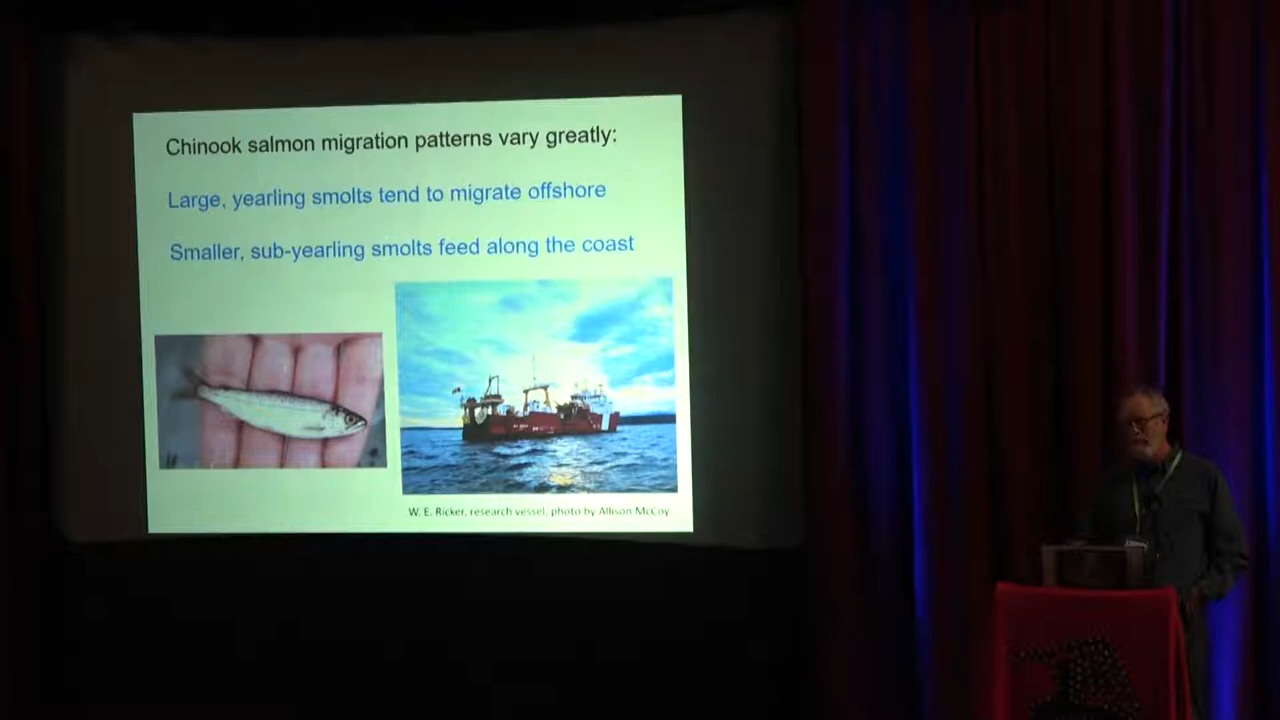 Chinook salmon migration patterns vary greatly:
Large, yearling smolts tend to migrate offshore
Smaller, sub-yearling smolts feed along the coast
W. E. Ricker, research vessel, photo by Allison McCoy